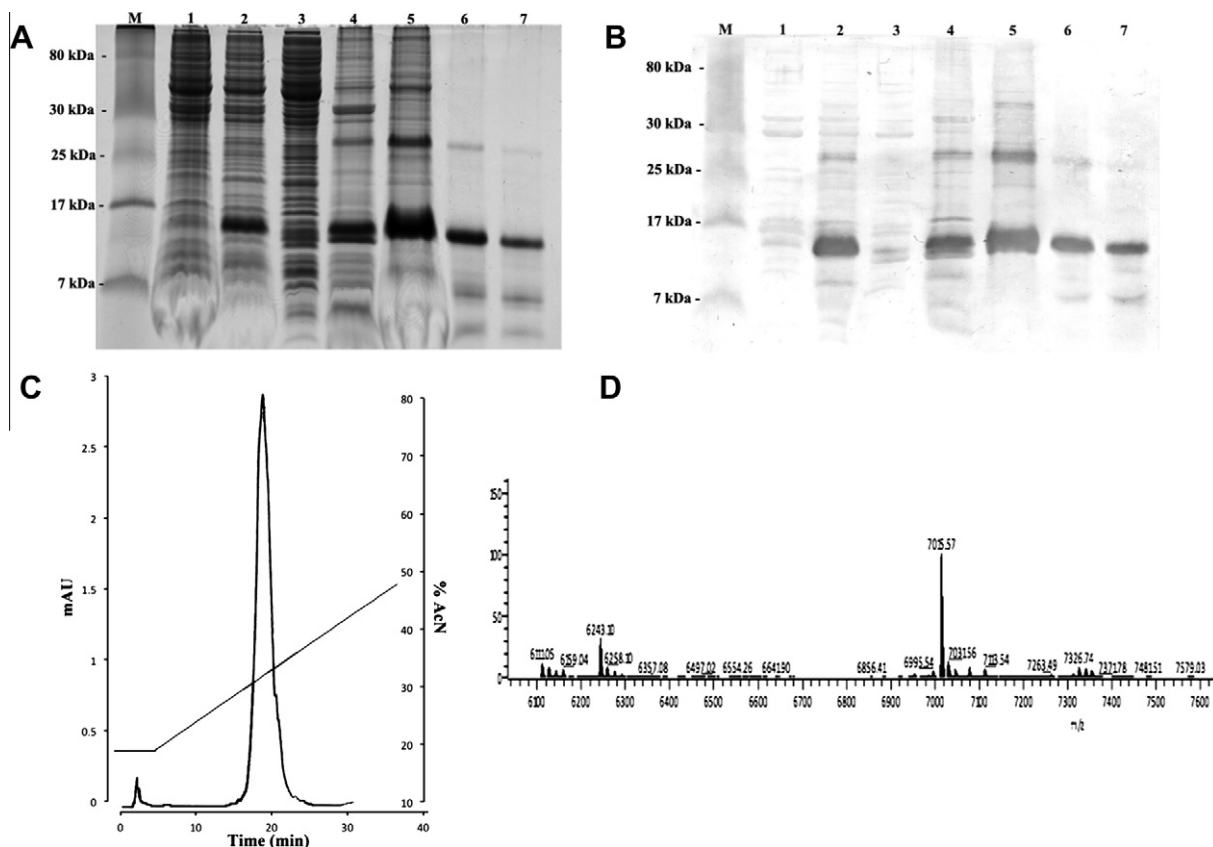 A
M 1 2 3 4 5 6 7
80 kDa -
30 kDa -
25 kDa -
17 kDa -
7 kDa -
B
M 1 2 3 4 5 6 7
80 kDa -
30 kDa -
25 kDa -
17 kDa -
7 kDa -
C
3
2.5
2
1.5
1
0.5
0
mAU
80
70
60
50
40
30
20
10
% AcN
0 10 20 30 40
Time (min)
D
150
100
50
0
6111.05
6159.04
6243.10
6258.10
6357.08
6497.02
6554.26
6641.90
6856.41
6995.54
7015.57
7031.56
7113.54
7263.49
7326.74
7371.78
7481.51
7579.03
6100 6200 6300 6400 6500 6600 6700 6800 6900 7000 7100 7200 7300 7400 7500 7600
m/z